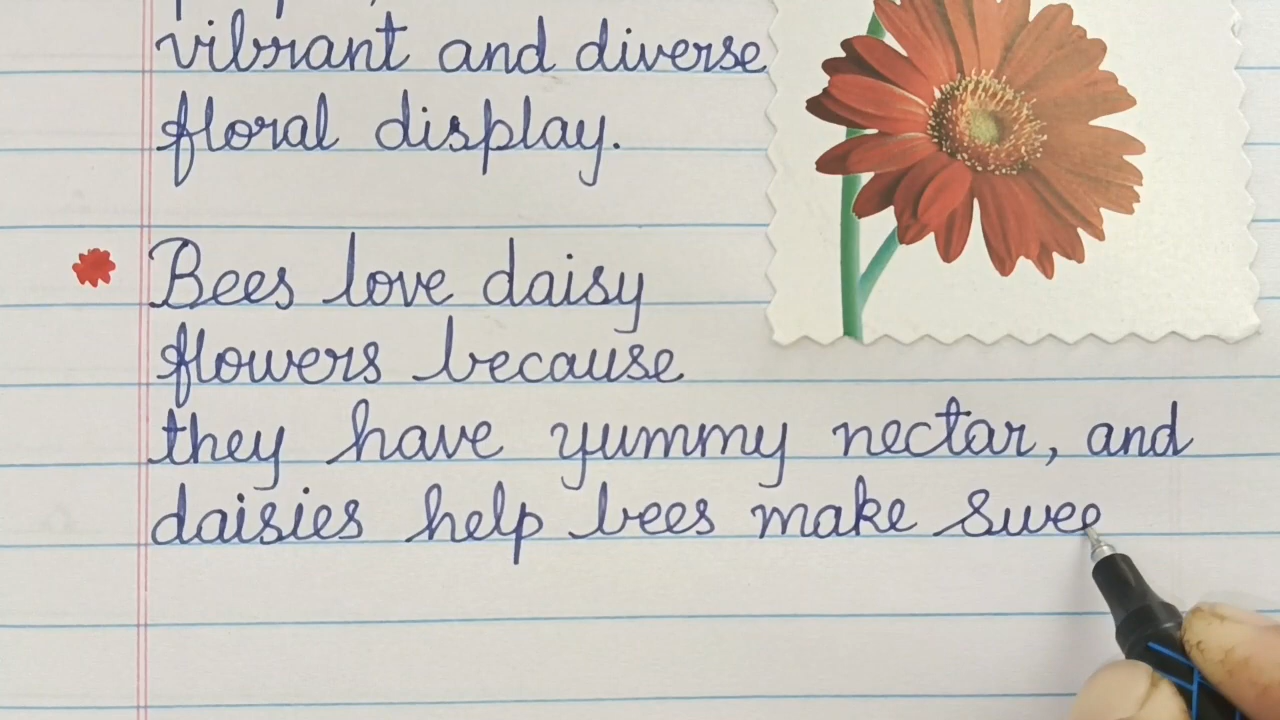 vibrant and diverse
floral display.
Bees love daisy
flowers because
they have yummy nectar, and
daisies help bees make swee